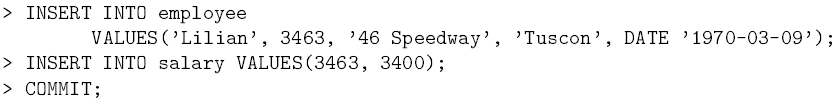 > INSERT INTO employee
VALUES(’Lilian’, 3463, ’46 Speedway’, ’Tuscon’, DATE ’1970-03-09’);
> INSERT INTO salary VALUES(3463, 3400);
> COMMIT;